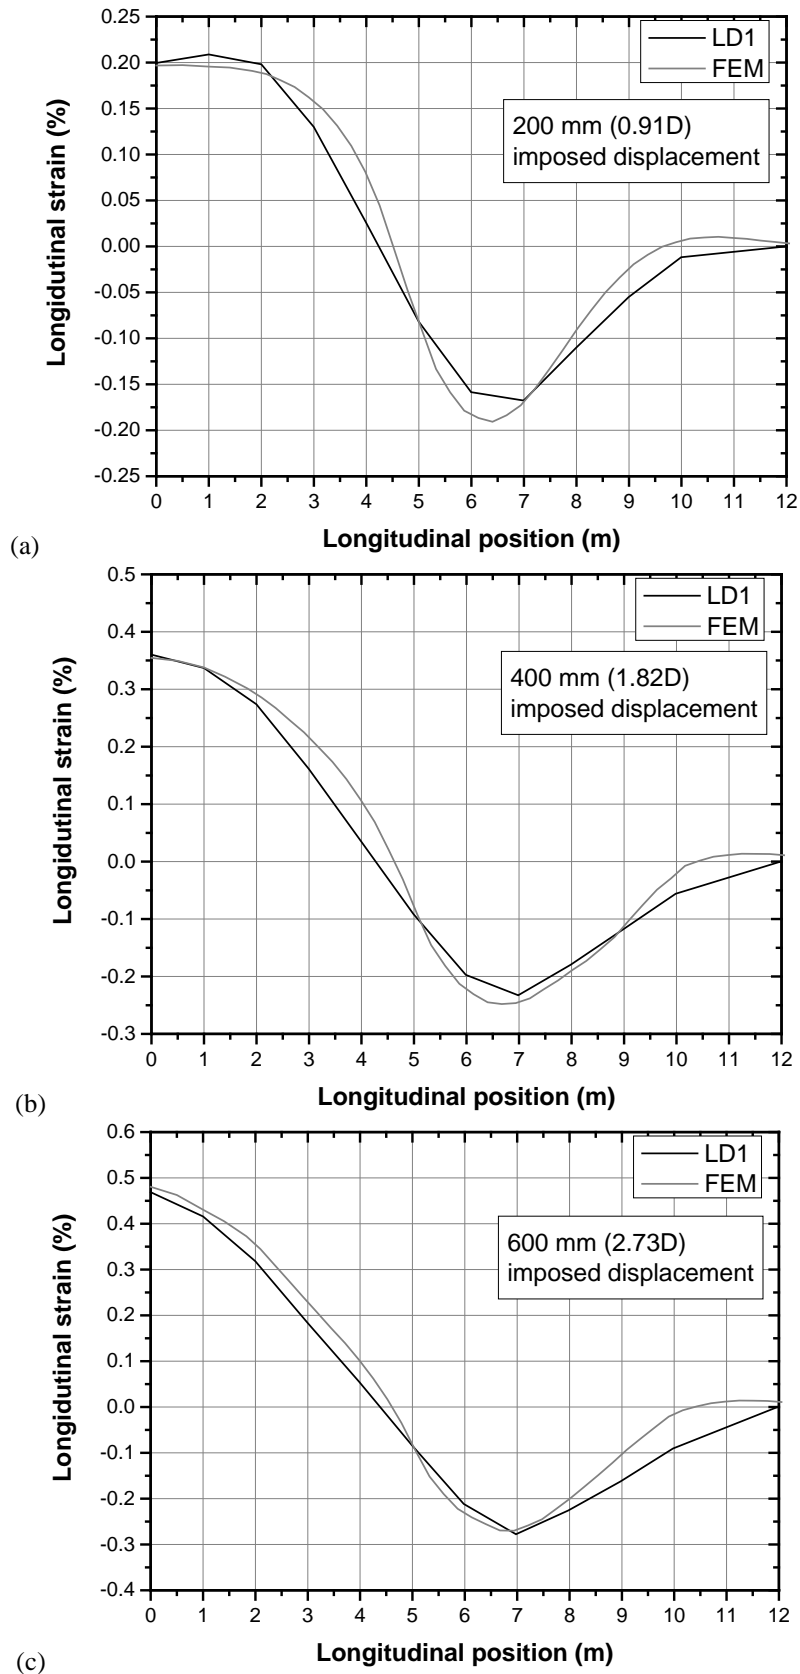 0.25
0.20
0.15
0.10
0.05
0.00
-0.05
-0.10
-0.15
-0.20
-0.25
Longidutinal strain (%)
LD1
FEM
200 mm (0.91D)
imposed displacement
0 1 2 3 4 5 6 7 8 9 10 11 12
Longitudinal position (m)
(a)
0.5
0.4
0.3
0.2
0.1
0.0
-0.1
-0.2
-0.3
Longidutinal strain (%)
LD1
FEM
400 mm (1.82D)
imposed displacement
0 1 2 3 4 5 6 7 8 9 10 11 12
Longitudinal position (m)
(b)
0.6
0.5
0.4
0.3
0.2
0.1
0.0
-0.1
-0.2
-0.3
-0.4
Longidutinal strain (%)
LD1
FEM
600 mm (2.73D)
imposed displacement
0 1 2 3 4 5 6 7 8 9 10 11 12
Longitudinal position (m)
(c)